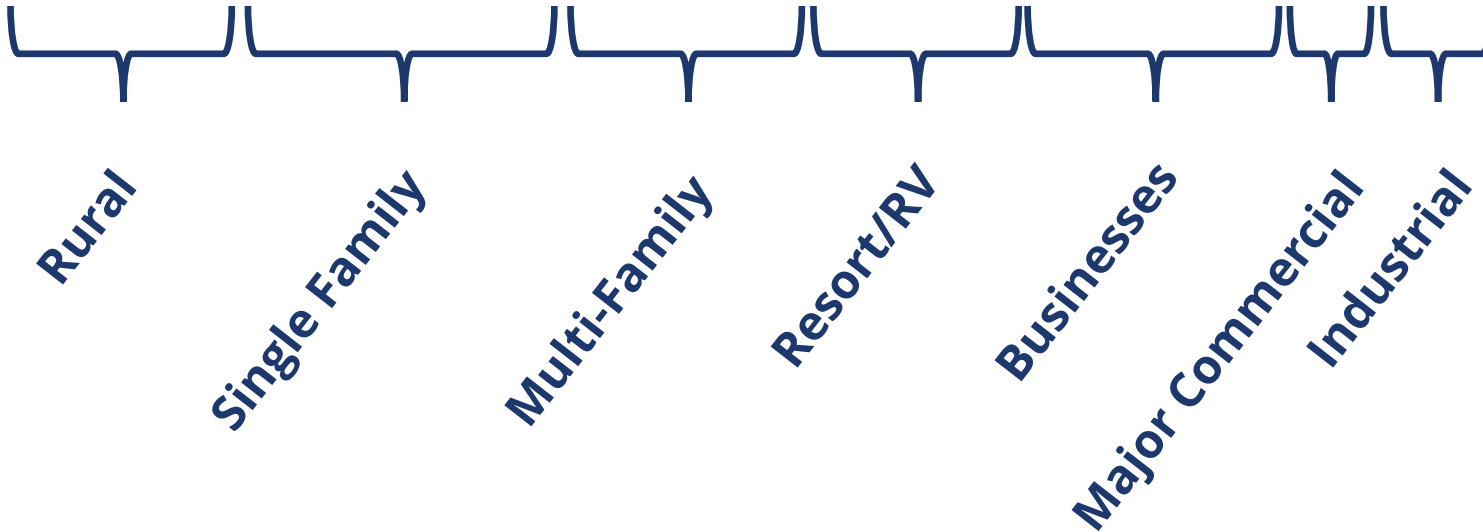 Rural
Single Family
Multi-Family
Resort/RV
Businesses
Major Commercial
Industrial